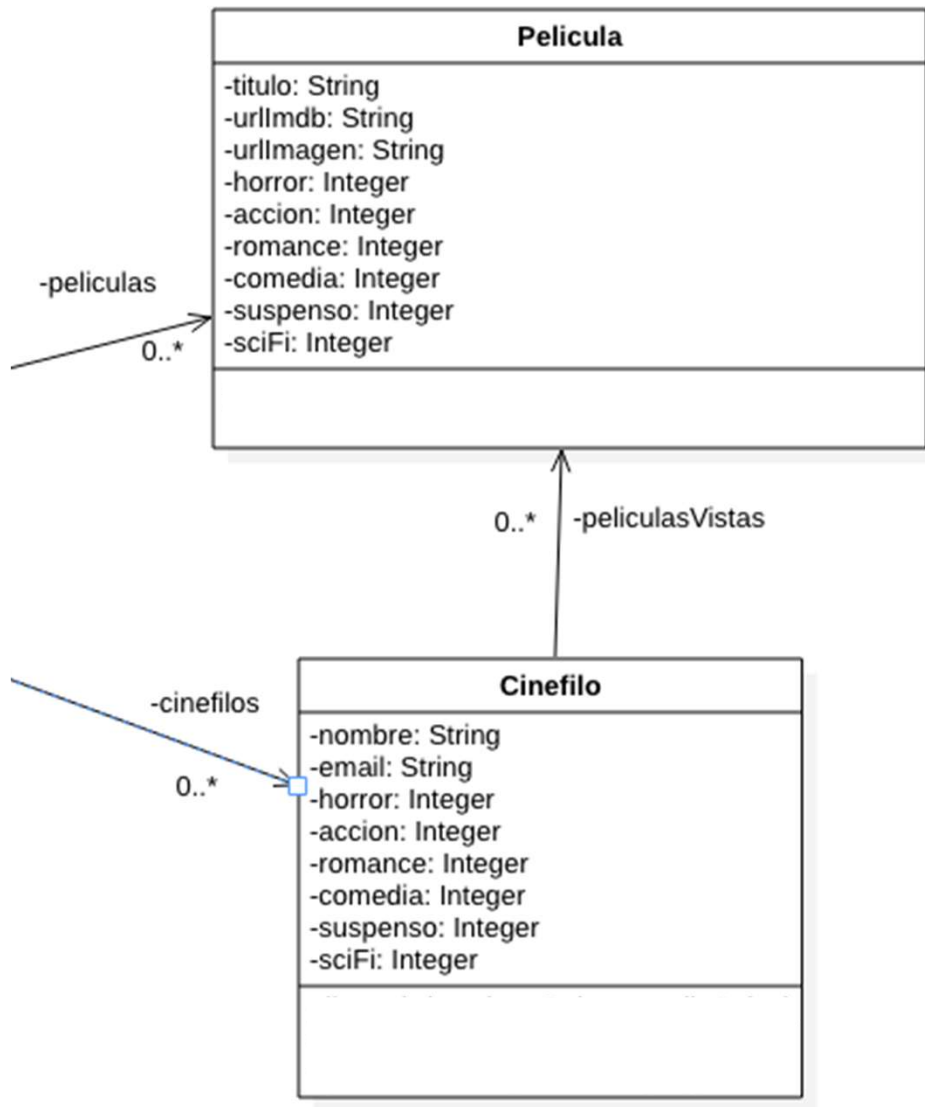 Pelicula
-titulo: String
-urlImdb: String
-urlImagen: String
-horror: Integer
-accion: Integer
-romance: Integer
-comedia: Integer
-suspenso: Integer
-sciFi: Integer
-peliculas
0..*
0..*
-peliculasVistas
Cinefilo
-nombre: String
-email: String
-horror: Integer
-accion: Integer
-romance: Integer
-comedia: Integer
-suspenso: Integer
-sciFi: Integer
-cinefilos
0..*